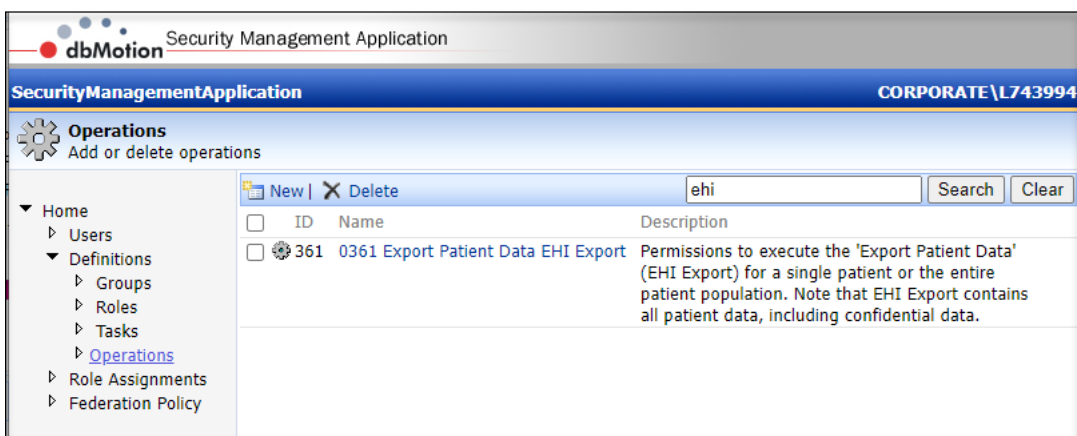 dbMotion Security Management Application
SecurityManagementApplication CORPORATE\L743994
Operations
Add or delete operations
New | Delete ehi Search Clear
Home
Users
Definitions
Groups
Roles
Tasks
Operations
Role Assignments
Federation Policy
ID Name Description
361 0361 Export Patient Data EHI Export Permissions to execute the 'Export Patient Data'
(EHI Export) for a single patient or the entire
patient population. Note that EHI Export contains
all patient data, including confidential data.